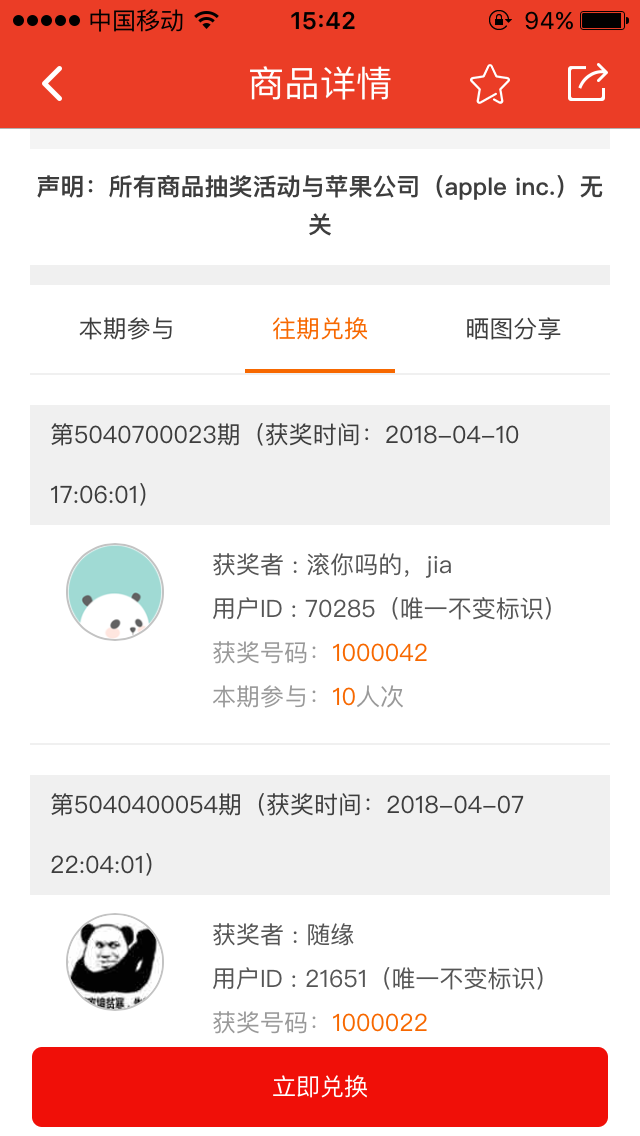 中国移动 15:42 94%
商品详情
声明：所有商品抽奖活动与苹果公司（apple inc.）无
关
本期参与 往期兑换 晒图分享
第5040700023期（获奖时间：2018-04-10
17:06:01）
获奖者 : 滚你吗的，jia
用户ID : 70285（唯一不变标识）
获奖号码：1000042
本期参与：10人次
第5040400054期（获奖时间：2018-04-07
22:04:01）
获奖者 : 随缘
用户ID : 21651（唯一不变标识）
获奖号码：1000022
立即兑换